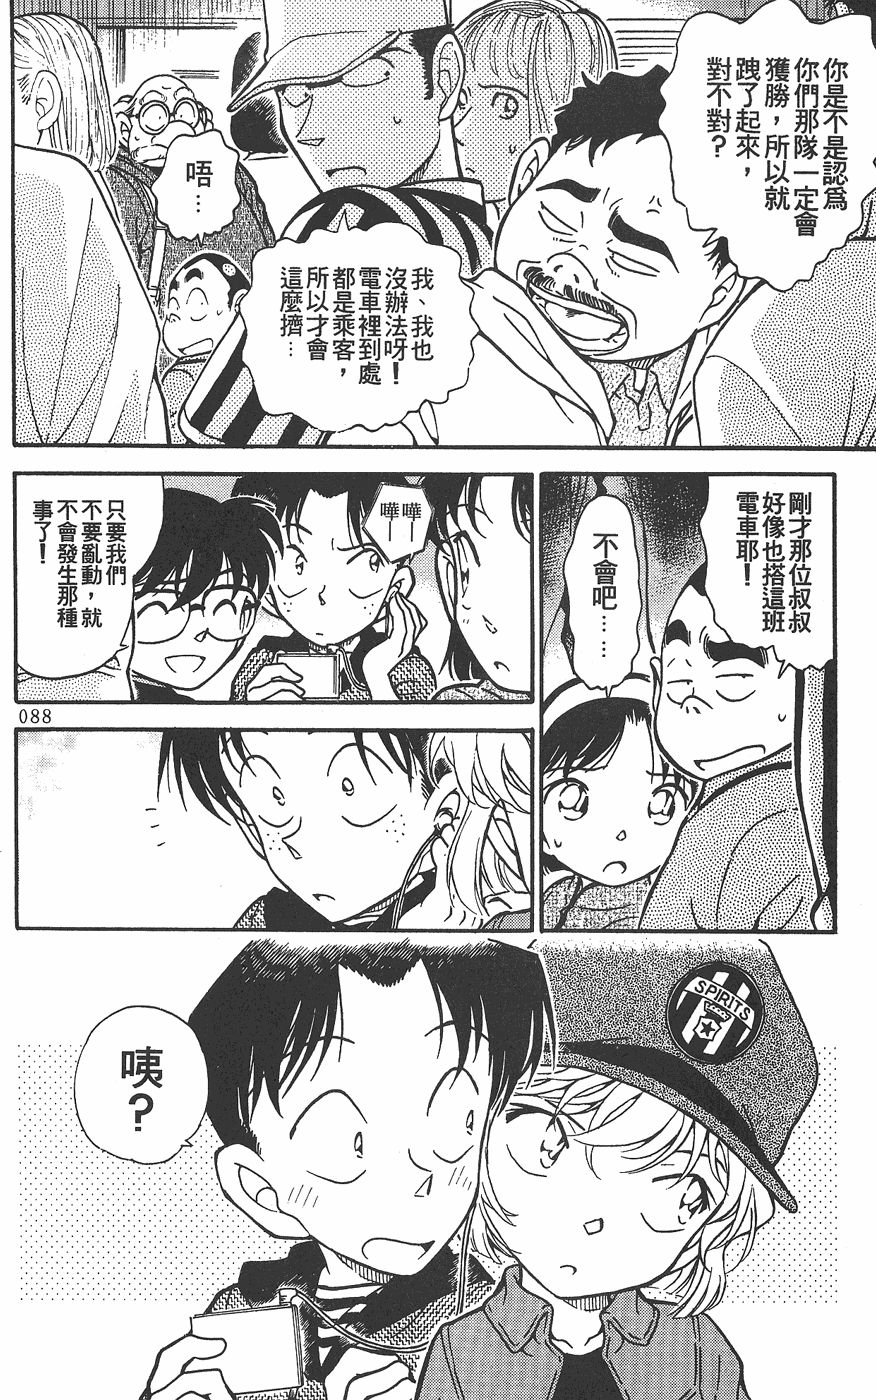 你是不是認為
你們那隊一定會
獲勝，所以就
跩了起來，
對不對？
我、我也
沒辦法呀！
電車裡到處
都是乘客，
所以才會
這麼擠…
唔…
剛才那位叔叔
好像也搭這班
電車耶！
不會吧……
嘩——
嘩——
只要我們
不要亂動，就
不會發生那種
事了！
088
SPIRITS
咦？